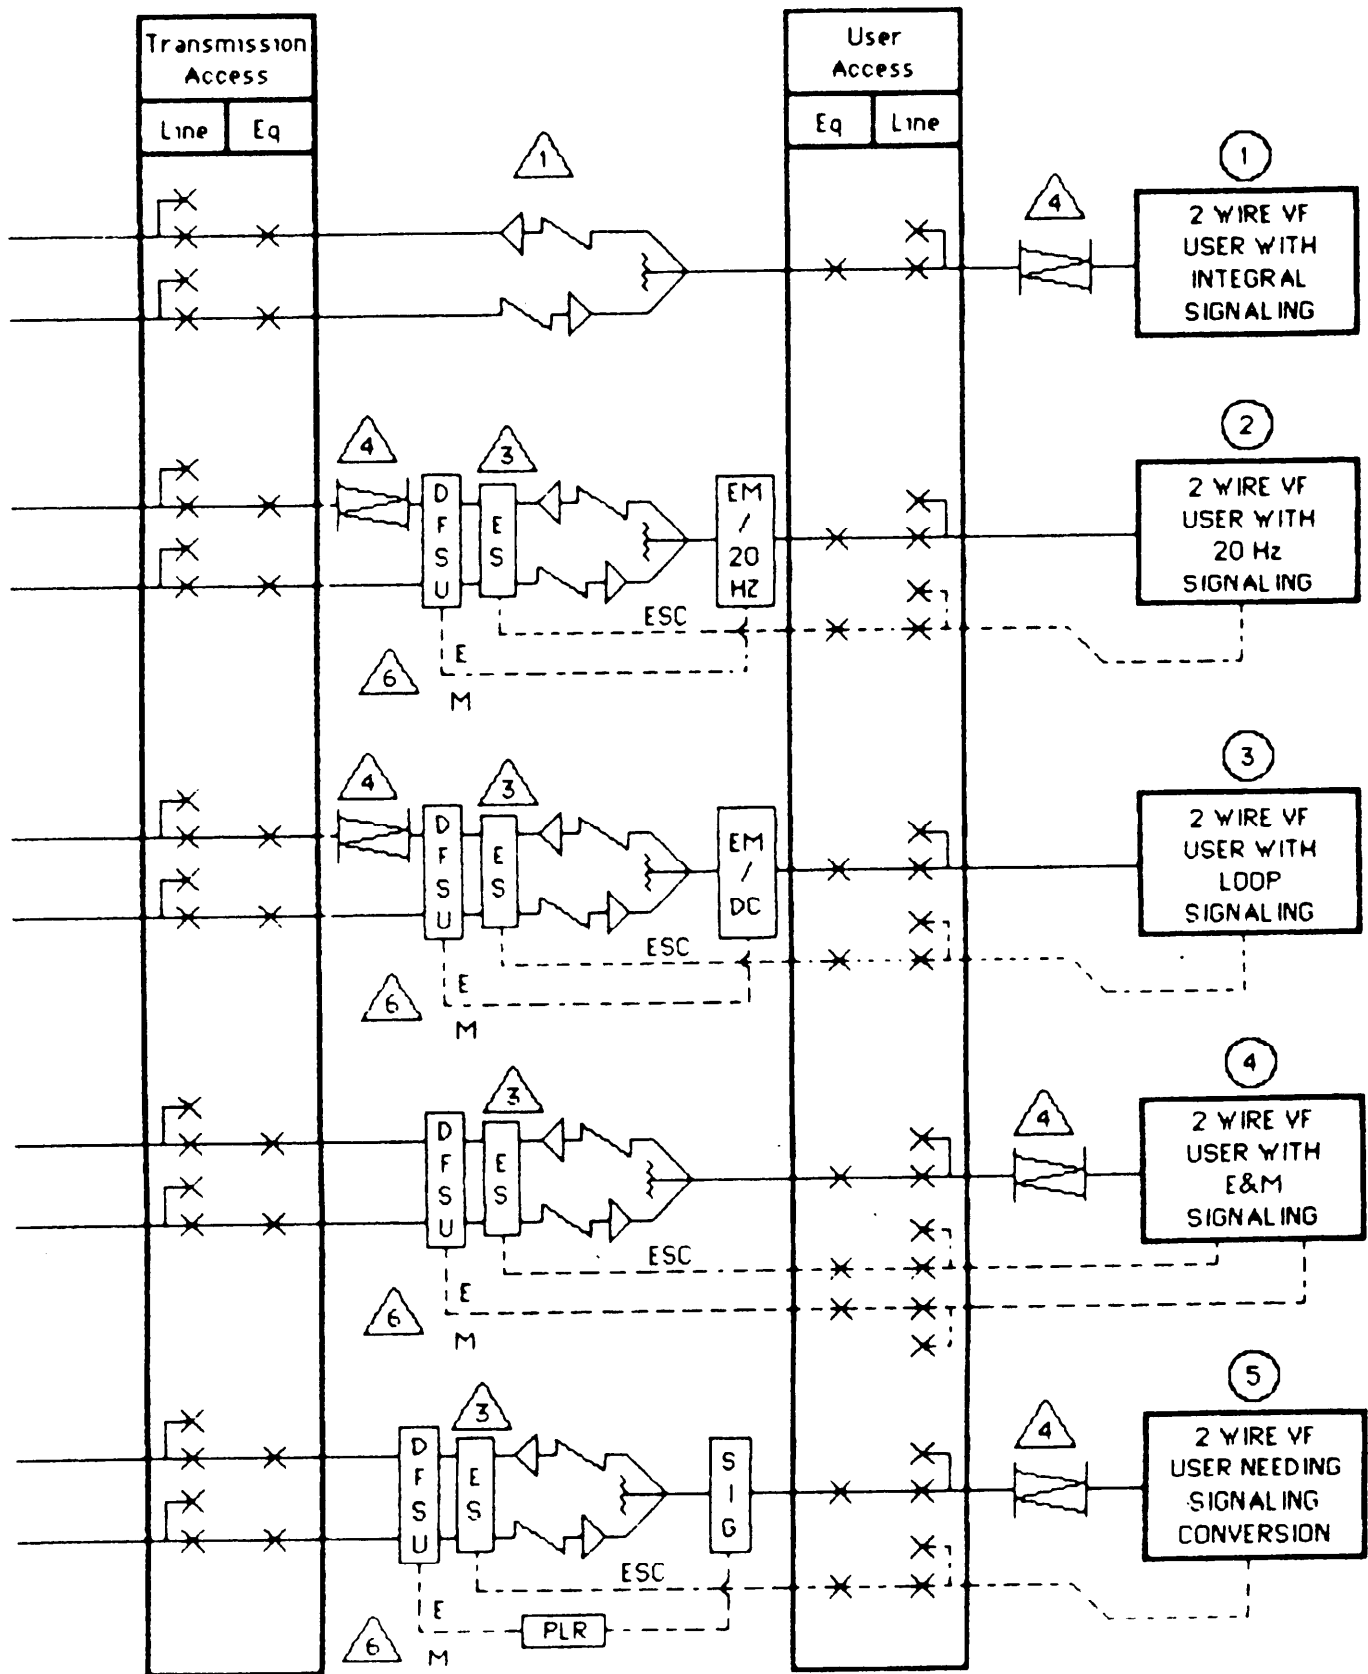 Transmission
Access
Line Eq
User
Access
Eq Line
1
4
1
2 WIRE VF
USER WITH
INTEGRAL
SIGNALING
4
3
D
F
S
U
E
S
EM
/
20
HZ
ESC
E
M
6
2
2 WIRE VF
USER WITH
20 Hz
SIGNALING
4
3
D
F
S
U
E
S
EM
/
DC
ESC
E
M
6
3
2 WIRE VF
USER WITH
LOOP
SIGNALING
3
D
F
S
U
E
S
ESC
E
M
6
4
4
2 WIRE VF
USER WITH
E&M
SIGNALING
3
D
F
S
U
E
S
S
I
G
ESC
E
M
PLR
6
4
5
2 WIRE VF
USER NEEDING
SIGNALING
CONVERSION